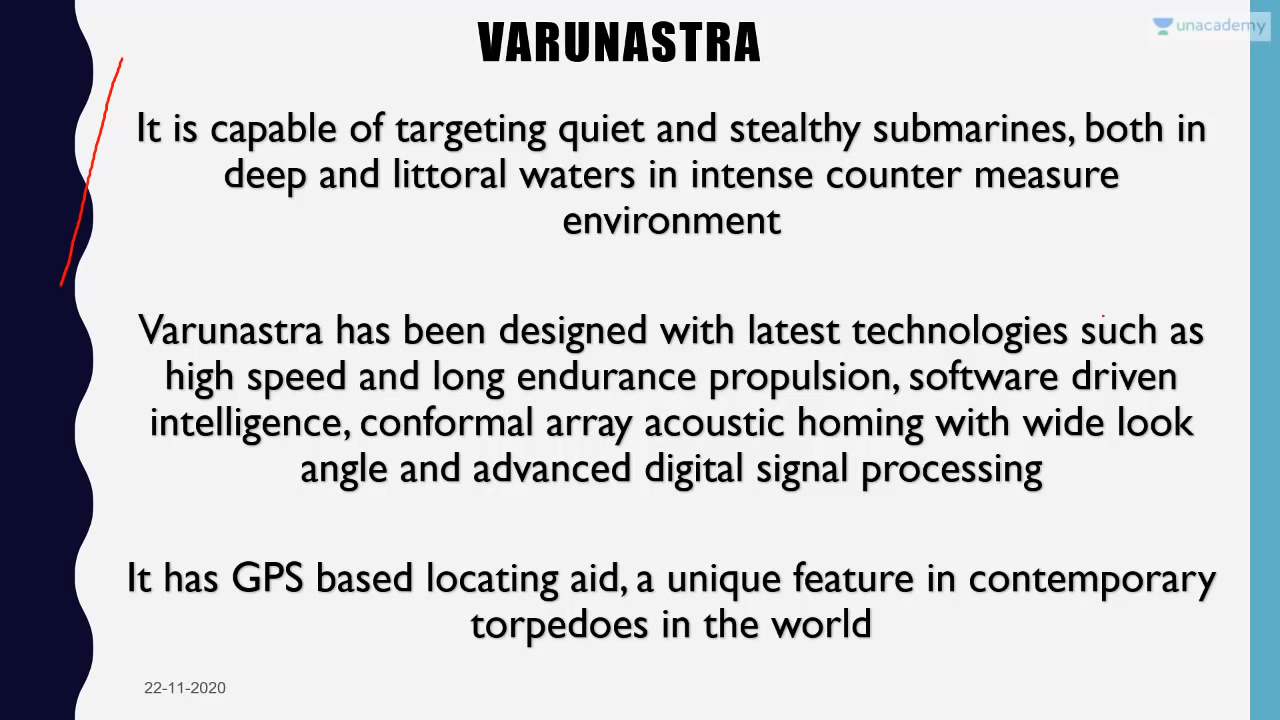 VARUNASTRA
unacademy
It is capable of targeting quiet and stealthy submarines, both in
deep and littoral waters in intense counter measure
environment
Varunastra has been designed with latest technologies such as
high speed and long endurance propulsion, software driven
intelligence, conformal array acoustic homing with wide look
angle and advanced digital signal processing
It has GPS based locating aid, a unique feature in contemporary
torpedoes in the world
22-11-2020